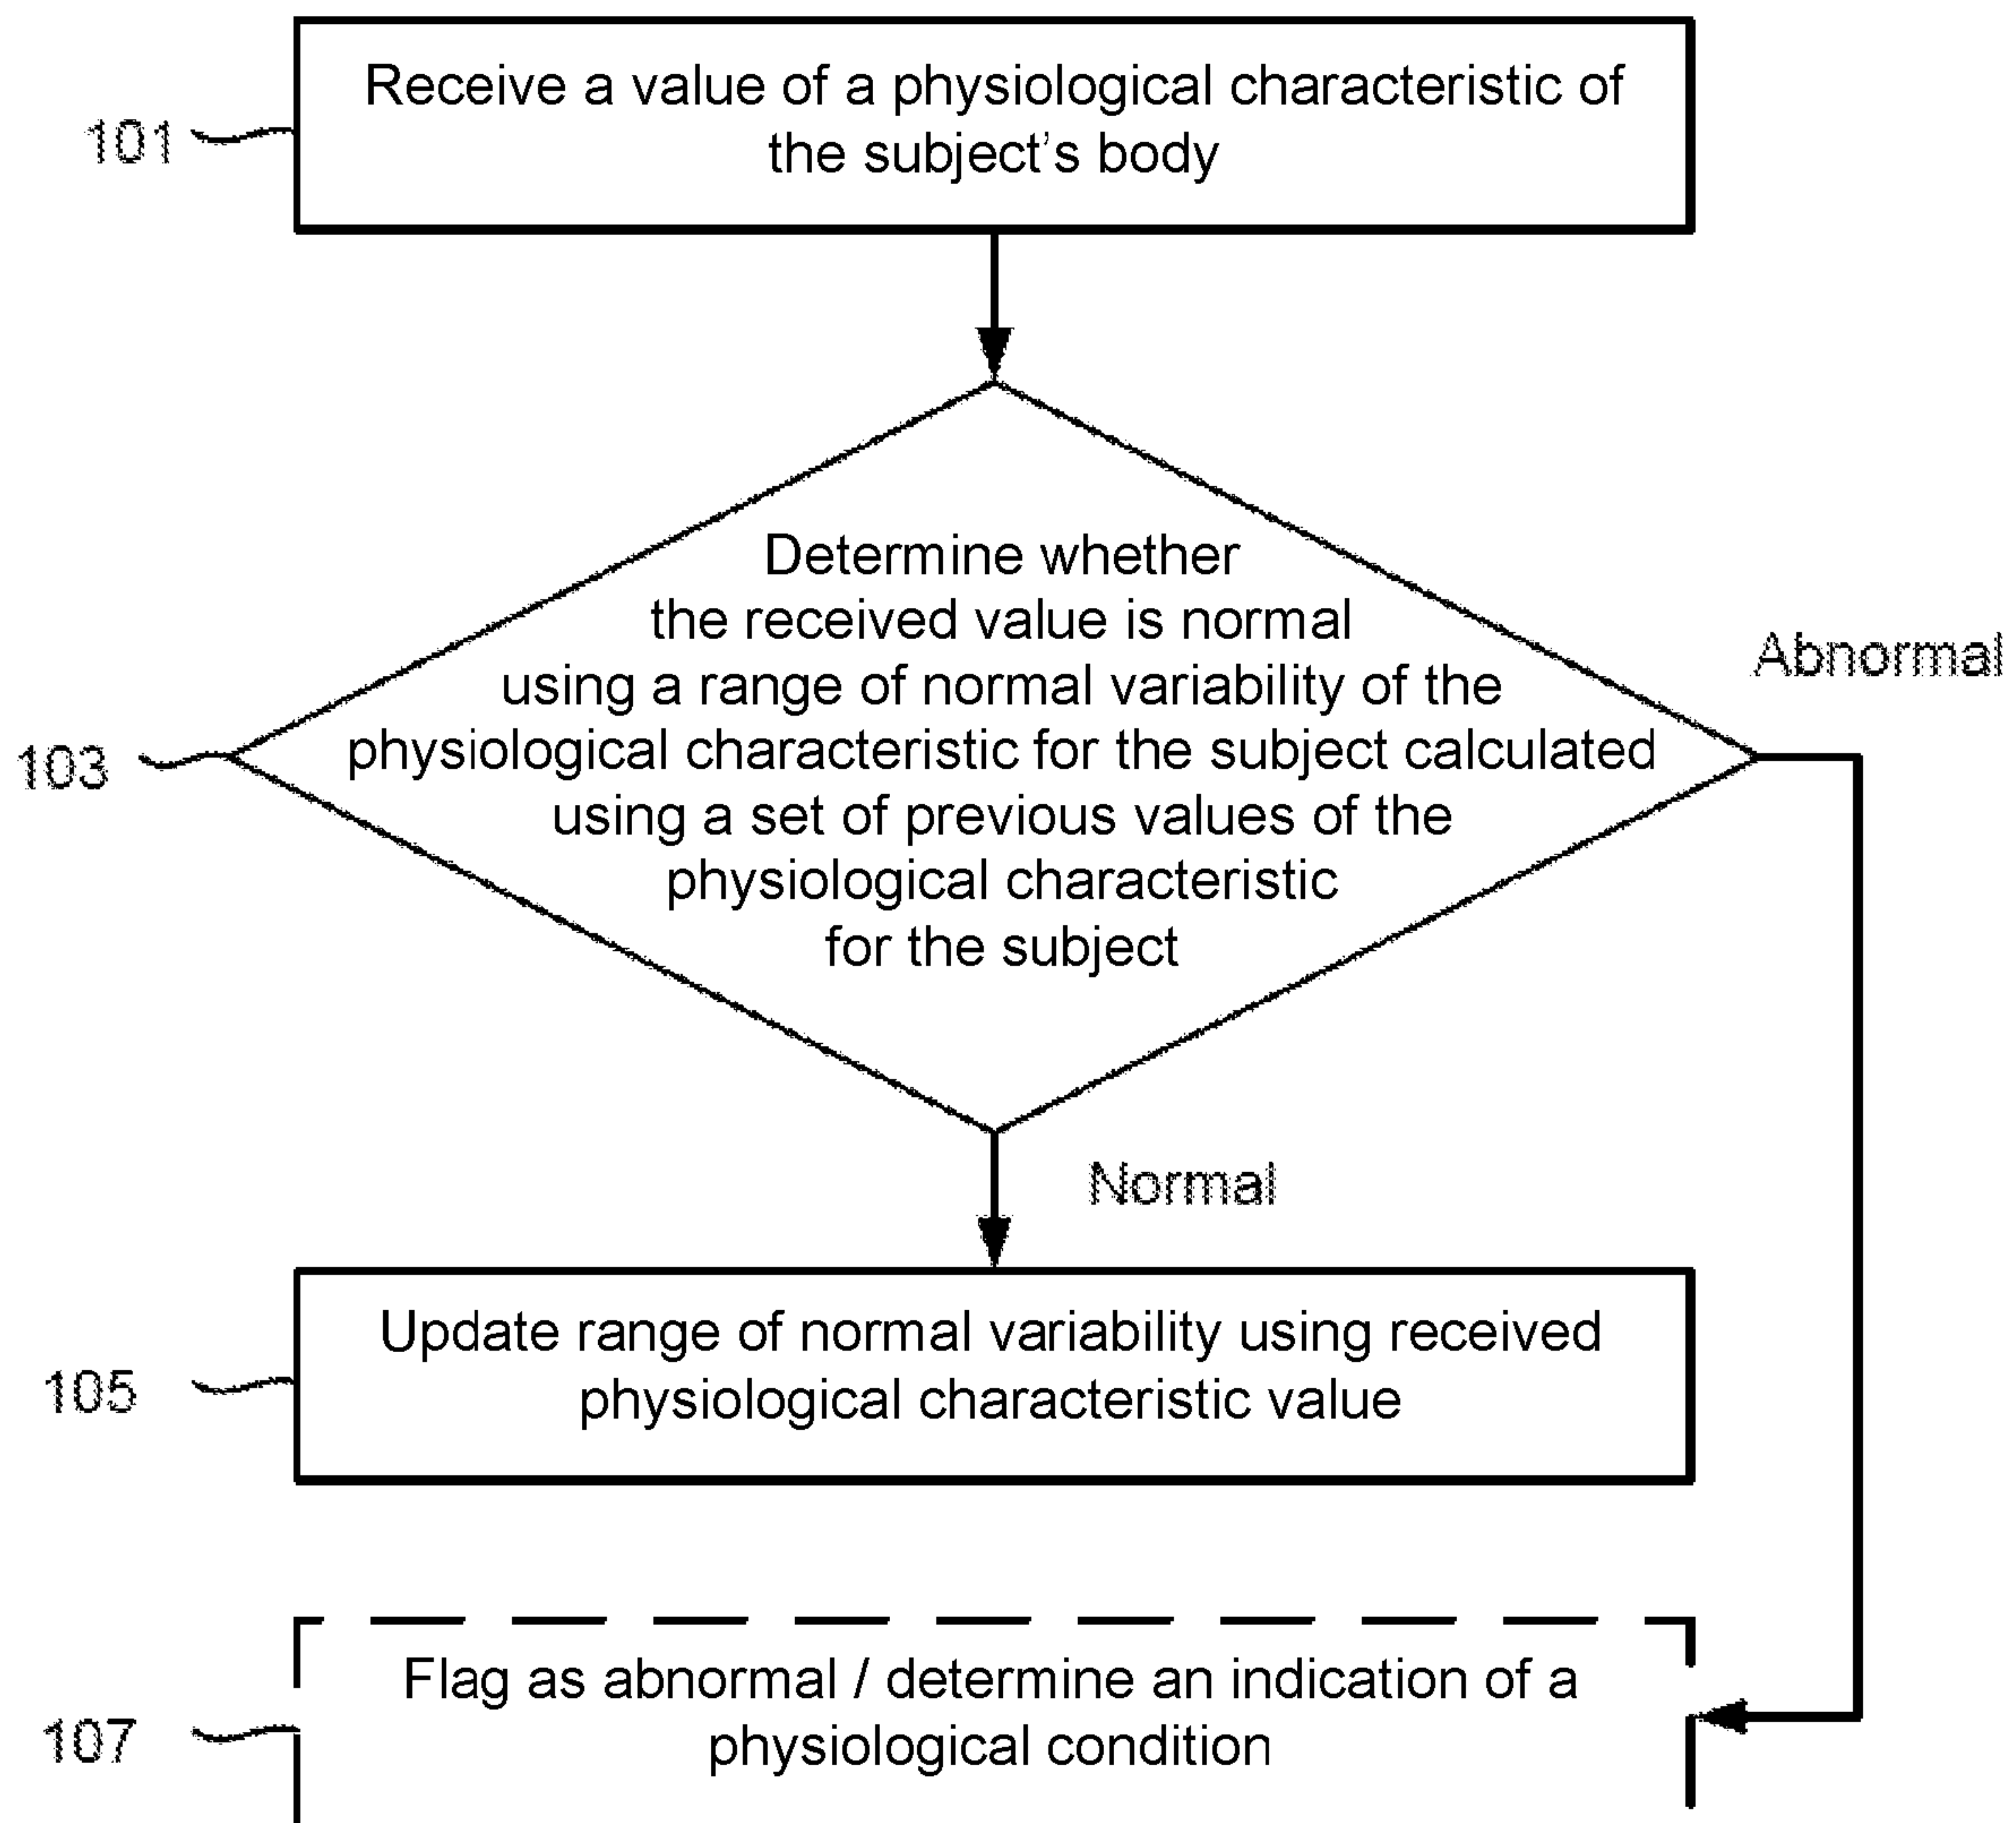 Receive a value of a physiological characteristic of
the subject's body
101
Determine whether
the received value is normal
using a range of normal variability of the
physiological characteristic for the subject calculated
using a set of previous values of the
physiological characteristic
for the subject
Abnormal
103
Normal
Update range of normal variability using received
physiological characteristic value
105
Flag as abnormal / determine an indication of a
physiological condition
107